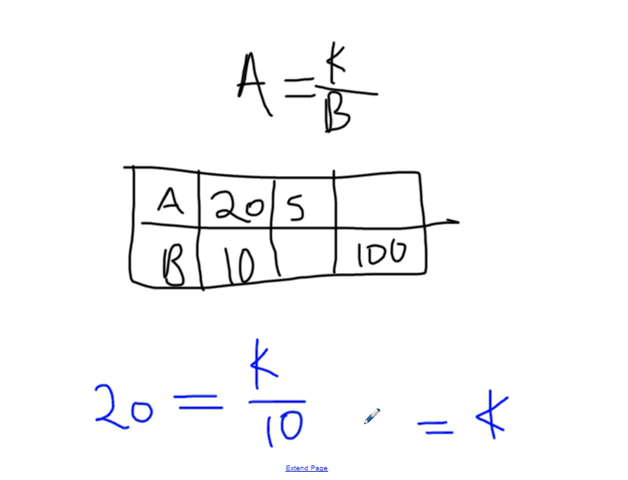 A = K/B
A 20 5
B 10 100
20 = K/10 = K
Extend Page